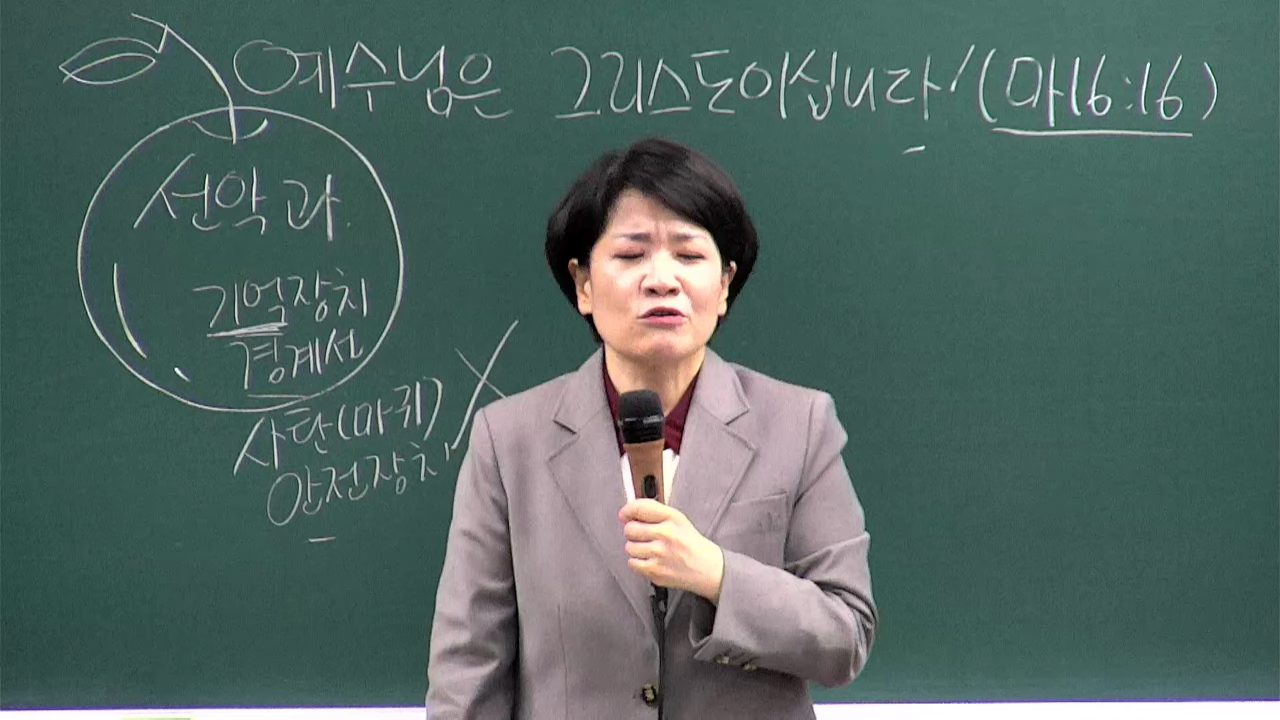 예수님은 그리스도이십니다! (마16:16)
선악과.
기억장치
경계선
사탄(마귀)
안전장치